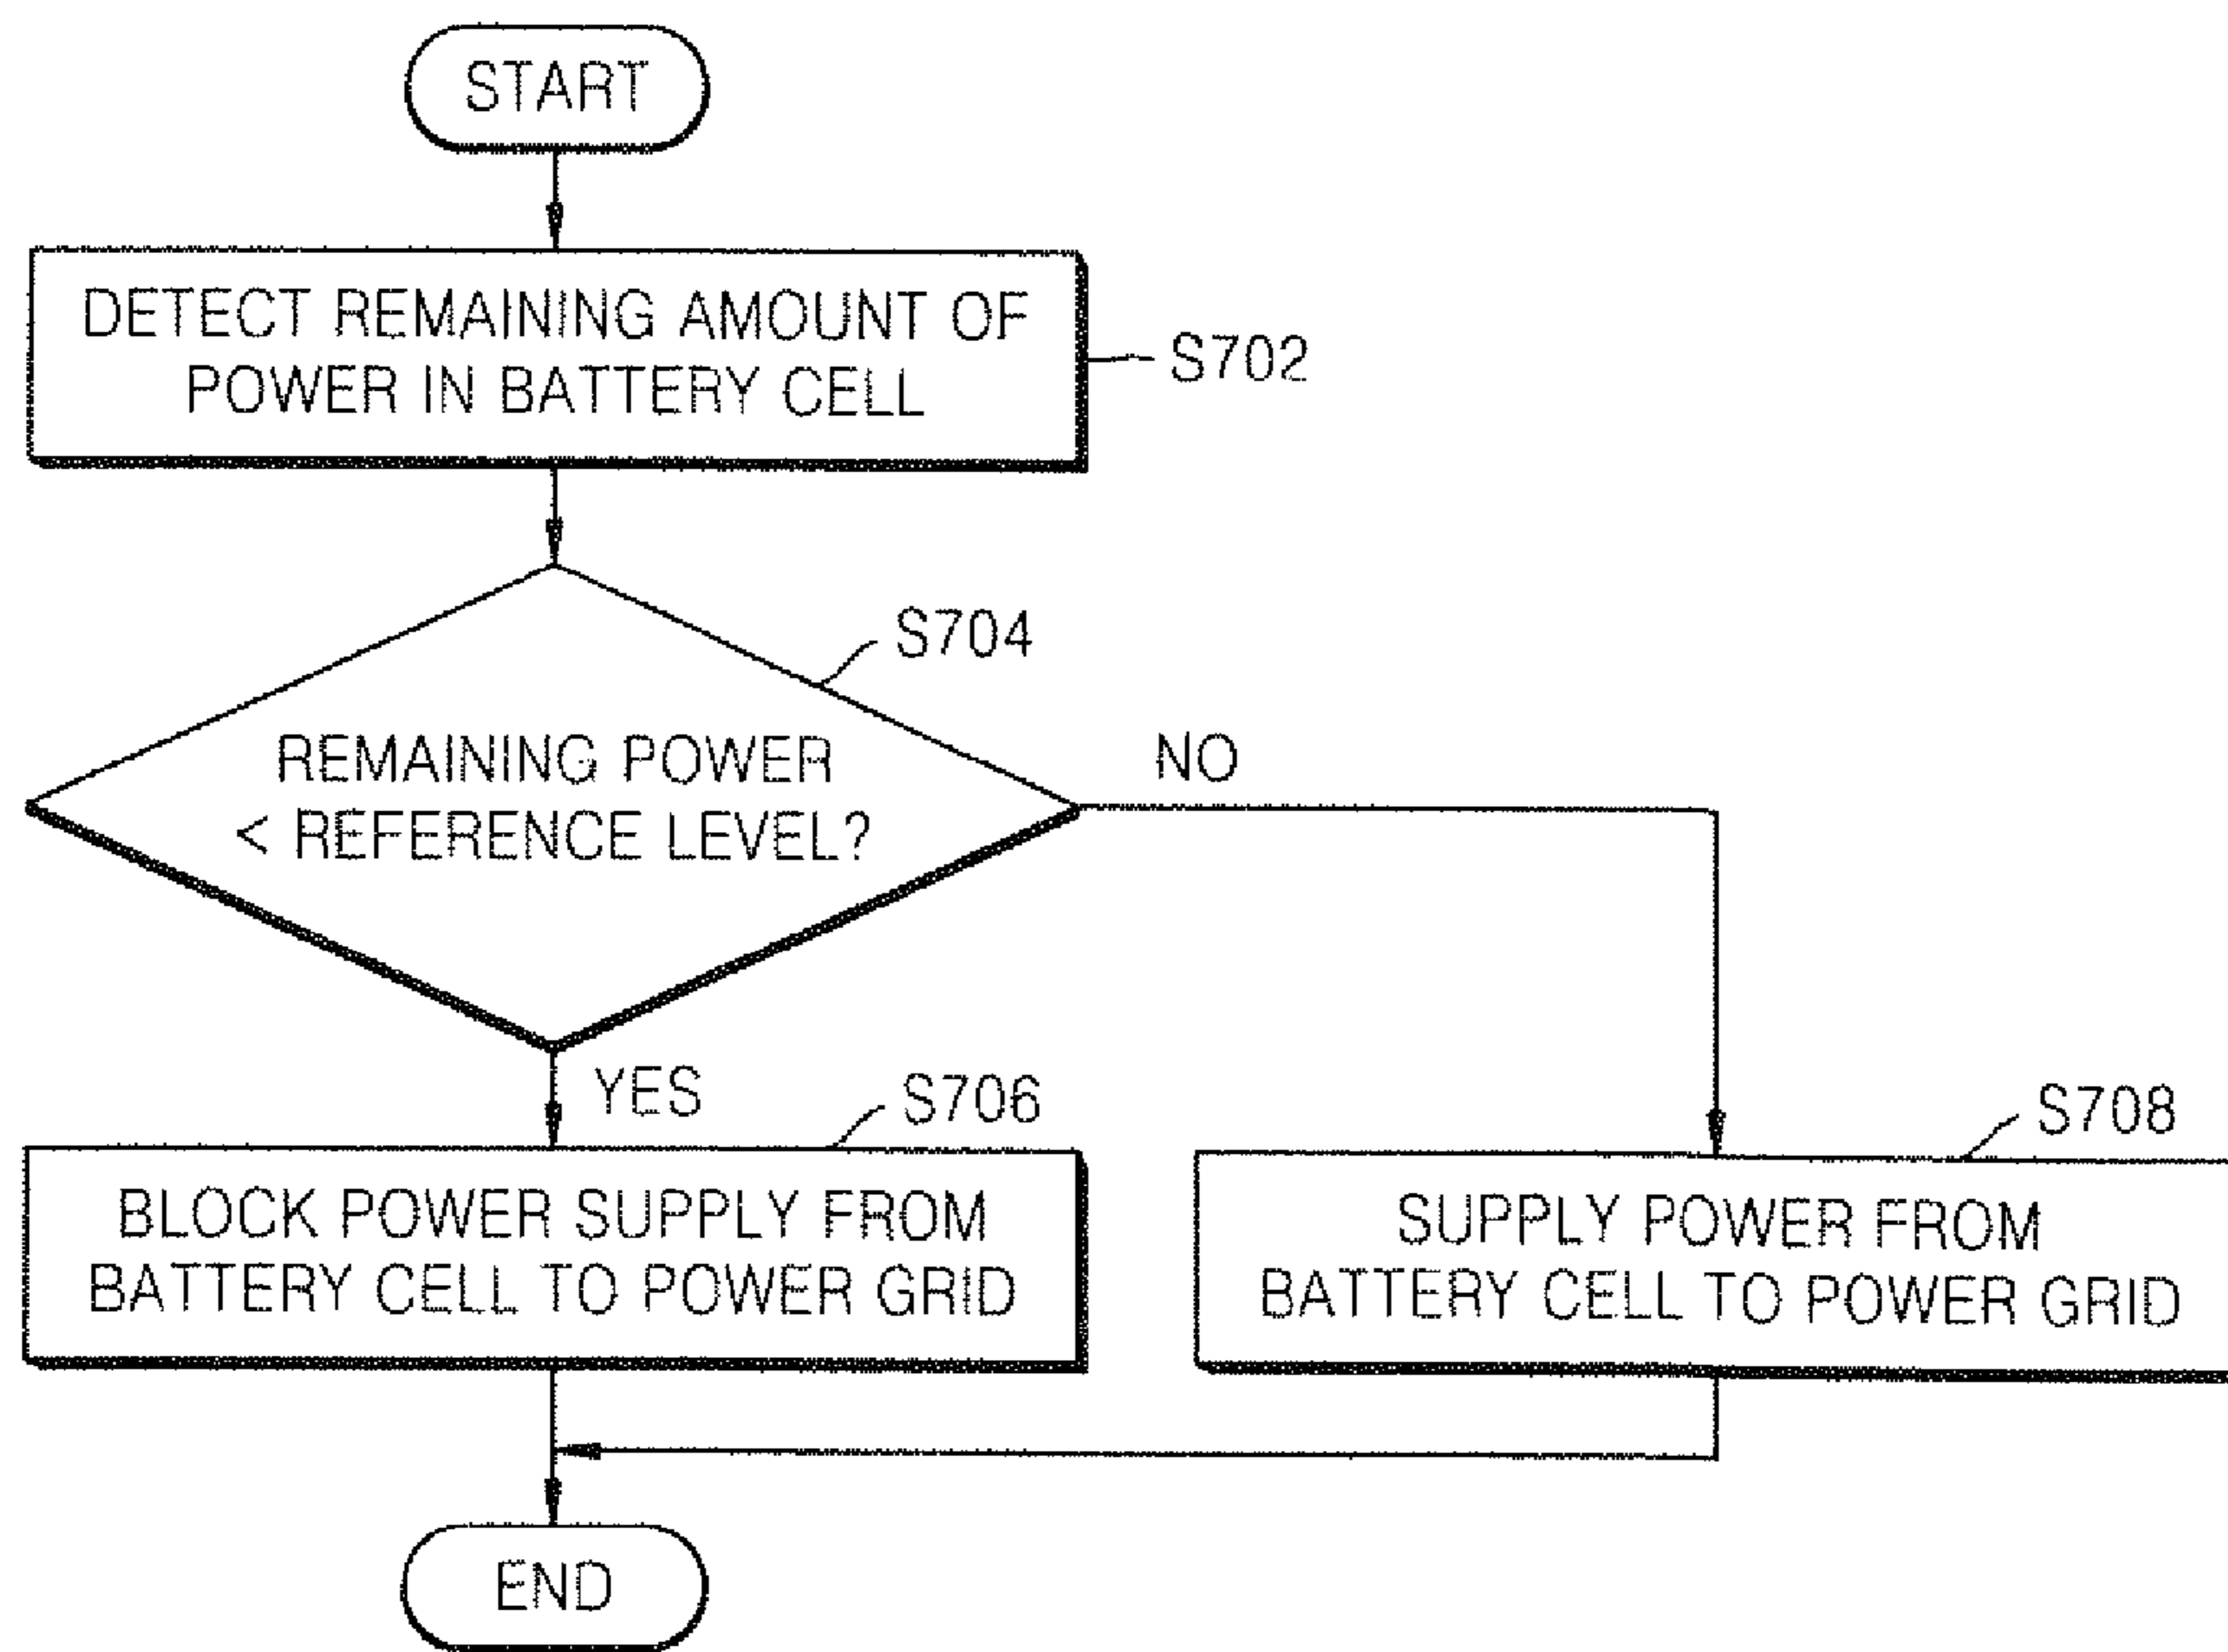 START
DETECT REMAINING AMOUNT OF
POWER IN BATTERY CELL
S702
S704
REMAINING POWER
< REFERENCE LEVEL?
NO
YES
S706
BLOCK POWER SUPPLY FROM
BATTERY CELL TO POWER GRID
S708
SUPPLY POWER FROM
BATTERY CELL TO POWER GRID
END